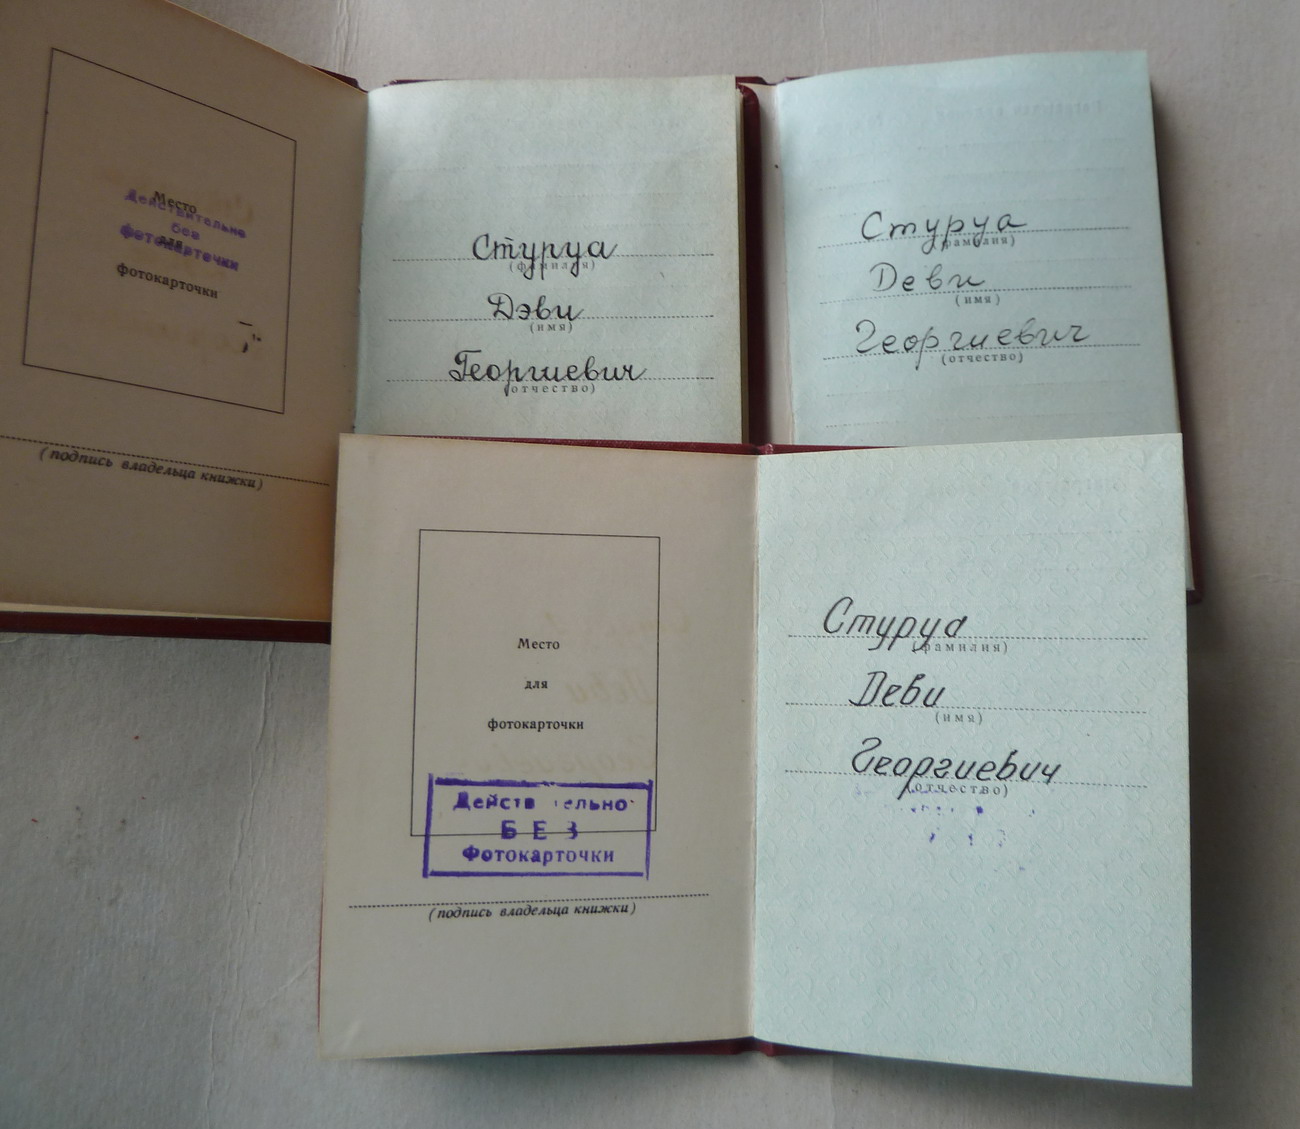 Место
для
фотокарточки
Действительно
без
фотокарточки
(подпись владельца книжки)
Стуруа
(фамилия)
Дэви
(имя)
Георгиевич
(отчество)
Стуруа
(фамилия)
Деви
(имя)
Георгиевич
(отчество)
Место
для
фотокарточки
Действ ельно
БЕЗ
Фотокарточки
(подпись владельца книжки)
Стуруа
(фамилия)
Деви
(имя)
Георгиевич
(отчество)